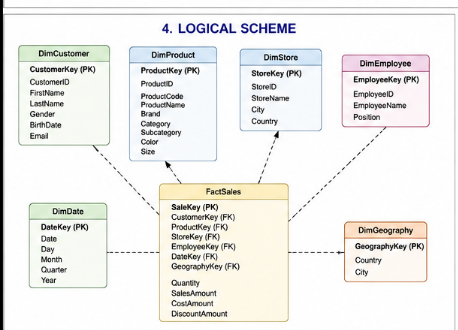 4. LOGICAL SCHEME
DimCustomer
CustomerKey (PK)
CustomerID
FirstName
LastName
Gender
BirthDate
Email
DimProduct
ProductKey (PK)
ProductID
ProductCode
ProductName
Brand
Category
Subcategory
Color
Size
DimStore
StoreKey (PK)
StoreID
StoreName
City
Country
DimEmployee
EmployeeKey (PK)
EmployeeID
EmployeeName
Position
DimDate
DateKey (PK)
Date
Day
Month
Quarter
Year
FactSales
SaleKey (PK)
CustomerKey (FK)
ProductKey (FK)
StoreKey (FK)
EmployeeKey (FK)
DateKey (FK)
GeographyKey (FK)
Quantity
SalesAmount
CostAmount
DiscountAmount
DimGeography
GeographyKey (PK)
Country
City